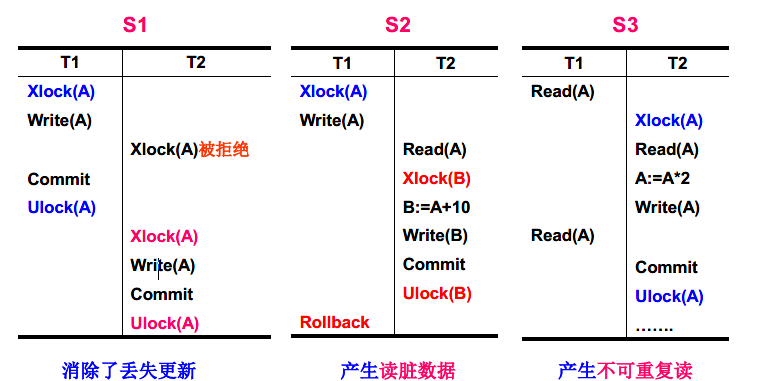 S1
T1 T2
Xlock(A)
Write(A)
Xlock(A)被拒绝
Commit
Ulock(A)
Xlock(A)
Write(A)
Commit
Ulock(A)
消除了丢失更新
S2
T1 T2
Xlock(A)
Write(A)
Read(A)
Xlock(B)
B:=A+10
Write(B)
Commit
Ulock(B)
Rollback
产生读脏数据
S3
T1 T2
Read(A)
Xlock(A)
Read(A)
A:=A*2
Write(A)
Read(A)
Commit
Ulock(A)
.......
产生不可重复读